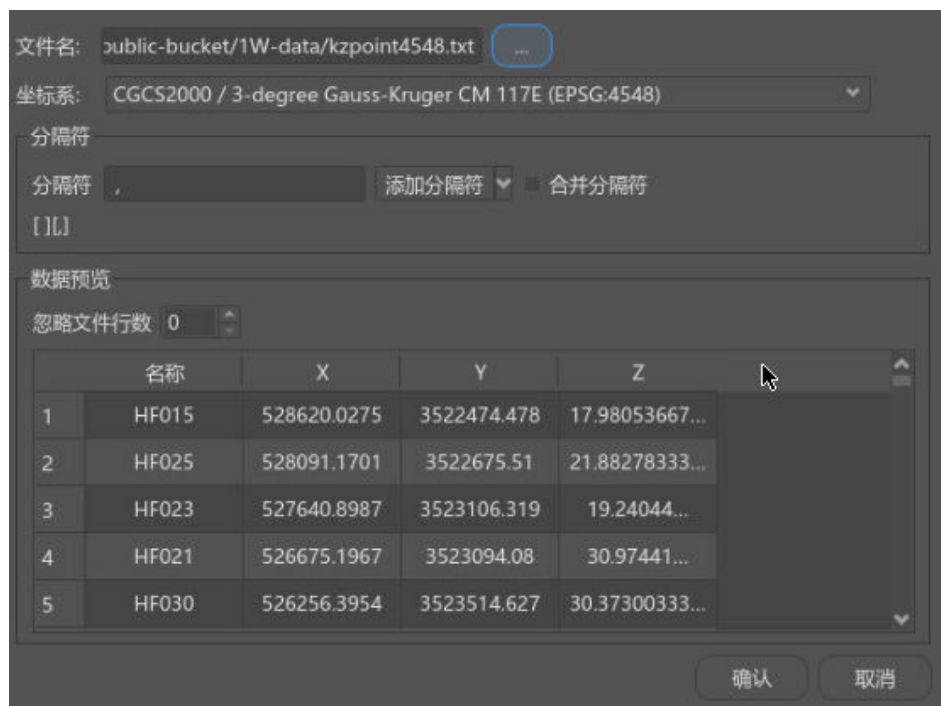 文件名: public-bucket/1W-data/kzpoint4548.txt ...
坐标系: CGCS2000 / 3-degree Gauss-Kruger CM 117E (EPSG:4548)
分隔符
分隔符 , 添加分隔符 合并分隔符
[ ][,]
数据预览
忽略文件行数 0
名称 X Y Z
1 HF015 528620.0275 3522474.478 17.98053667...
2 HF025 528091.1701 3522675.51 21.88278333...
3 HF023 527640.8987 3523106.319 19.24044...
4 HF021 526675.1967 3523094.08 30.97441...
5 HF030 526256.3954 3523514.627 30.37300333...
确认 取消